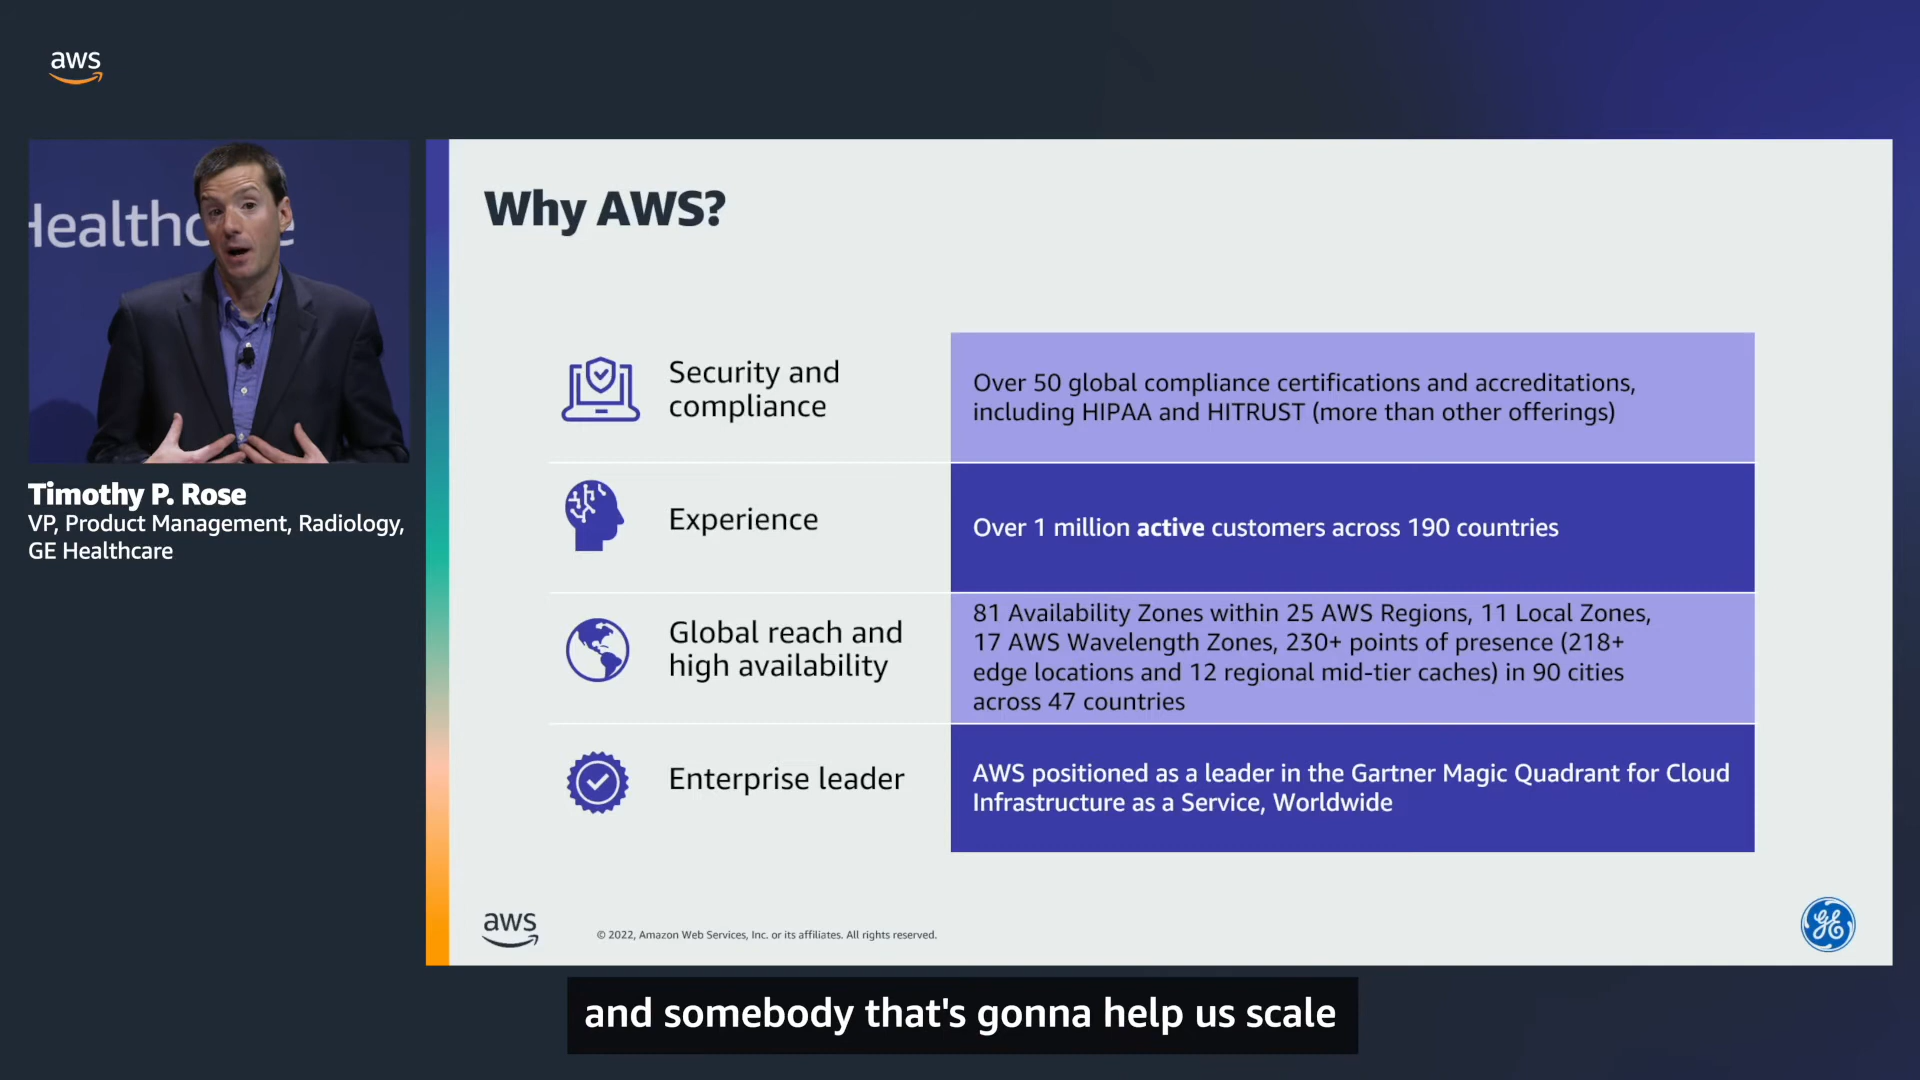 aws
Healthc e
Timothy P. Rose
VP, Product Management, Radiology,
GE Healthcare
Why AWS?
Security and
compliance
Over 50 global compliance certifications and accreditations,
including HIPAA and HITRUST (more than other offerings)
Experience
Over 1 million active customers across 190 countries
Global reach and
high availability
81 Availability Zones within 25 AWS Regions, 11 Local Zones,
17 AWS Wavelength Zones, 230+ points of presence (218+
edge locations and 12 regional mid-tier caches) in 90 cities
across 47 countries
Enterprise leader
AWS positioned as a leader in the Gartner Magic Quadrant for Cloud
Infrastructure as a Service, Worldwide
aws
© 2022, Amazon Web Services, Inc. or its affiliates. All rights reserved.
GE
and somebody that's gonna help us scale